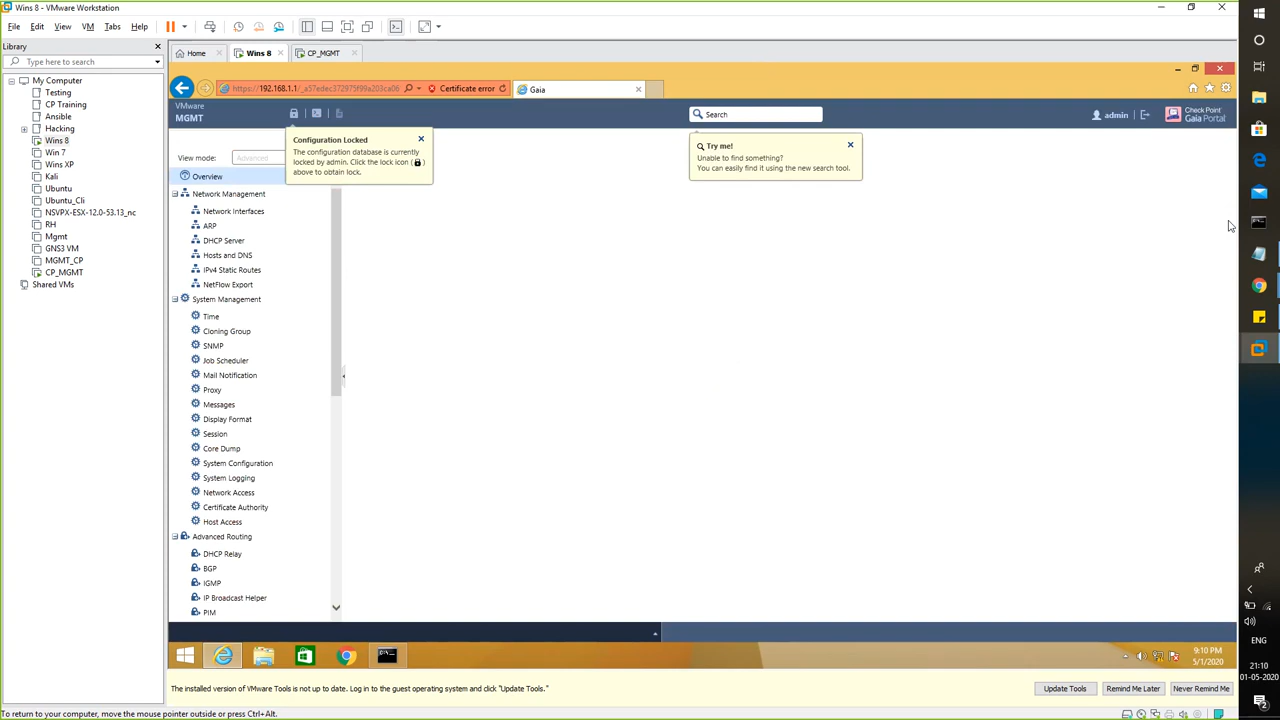 Wins 8 - VMware Workstation
File Edit View VM Tabs Help
Library
Type here to search
My Computer
Testing
CP Training
Ansible
Hacking
Wins 8
Win 7
Wins XP
Kali
Ubuntu
Ubuntu_Cli
NSVPX-ESX-12.0-53.13_nc
RH
Mgmt
GNS3 VM
MGMT_CP
CP_MGMT
Shared VMs
Home
Wins 8
CP_MGMT
https://192.168.1.1/_a57edec372975f99a203ca06
Certificate error
Gaia
VMware
MGMT
Search
admin
Check Point
Gaia Portal
Configuration Locked
The configuration database is currently
locked by admin. Click the lock icon ( )
above to obtain lock.
Try me!
Unable to find something?
You can easily find it using the new search tool.
View mode: Advanced
Overview
Network Management
Network Interfaces
ARP
DHCP Server
Hosts and DNS
IPv4 Static Routes
NetFlow Export
System Management
Time
Cloning Group
SNMP
Job Scheduler
Mail Notification
Proxy
Messages
Display Format
Session
Core Dump
System Configuration
System Logging
Network Access
Certificate Authority
Host Access
Advanced Routing
DHCP Relay
BGP
IGMP
IP Broadcast Helper
PIM
9:10 PM
5/1/2020
ENG
21:10
01-05-2020
2
The installed version of VMware Tools is not up to date. Log in to the guest operating system and click "Update Tools."
Update Tools
Remind Me Later
Never Remind Me
To return to your computer, move the mouse pointer outside or press Ctrl+Alt.